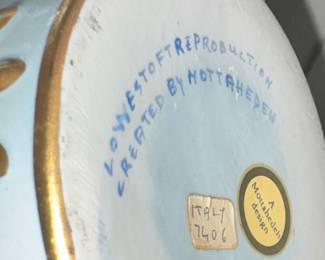 LOWESTOFT REPRODUCTION
CREATED BY MOTTAHEDEH
ITALY
7406
A
Mottahedeh
design